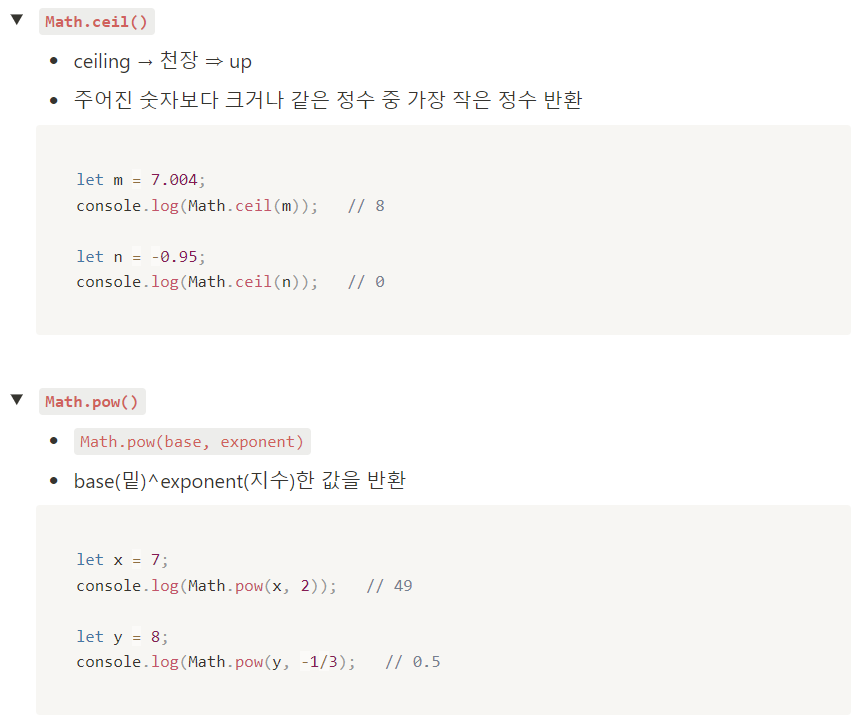 Math.ceil()
ceiling → 천장 ⇒ up
주어진 숫자보다 크거나 같은 정수 중 가장 작은 정수 반환
let m = 7.004;
console.log(Math.ceil(m));   // 8
let n = -0.95;
console.log(Math.ceil(n));   // 0
Math.pow()
Math.pow(base, exponent)
base(밑)^exponent(지수)한 값을 반환
let x = 7;
console.log(Math.pow(x, 2));   // 49
let y = 8;
console.log(Math.pow(y, -1/3);   // 0.5